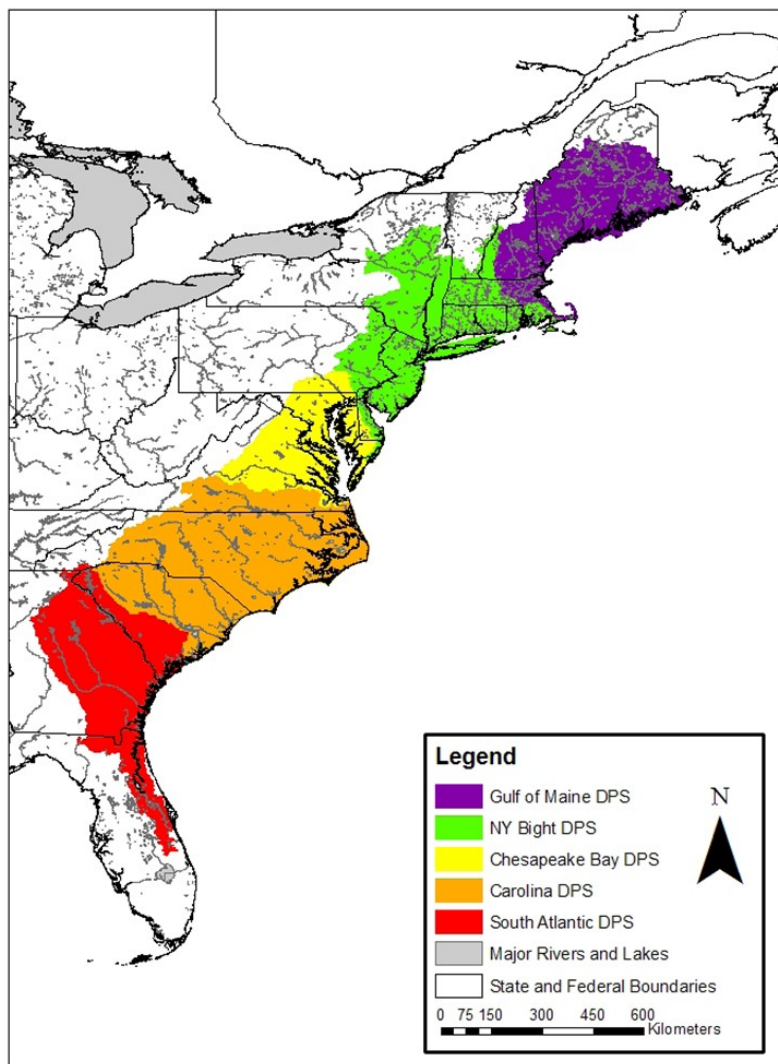 Legend
Gulf of Maine DPS
NY Bight DPS
Chesapeake Bay DPS
Carolina DPS
South Atlantic DPS
Major Rivers and Lakes
State and Federal Boundaries
0 75 150 300 450 600
Kilometers
N